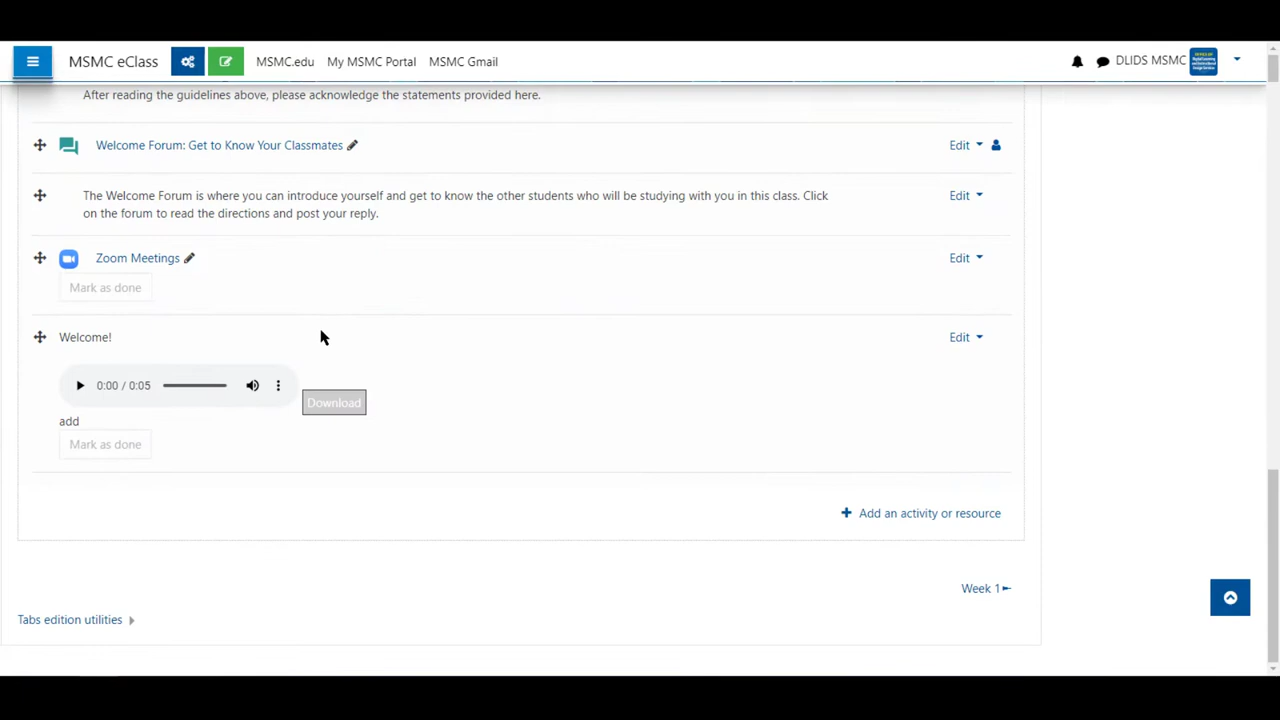 MSMC eClass MSMC.edu My MSMC Portal MSMC Gmail DLIDS MSMC
After reading the guidelines above, please acknowledge the statements provided here.
Welcome Forum: Get to Know Your Classmates Edit
The Welcome Forum is where you can introduce yourself and get to know the other students who will be studying with you in this class. Click Edit
on the forum to read the directions and post your reply.
Zoom Meetings Edit
Mark as done
Welcome! Edit
0:00 / 0:05
Download
add
Mark as done
Add an activity or resource
Week 1
Tabs edition utilities